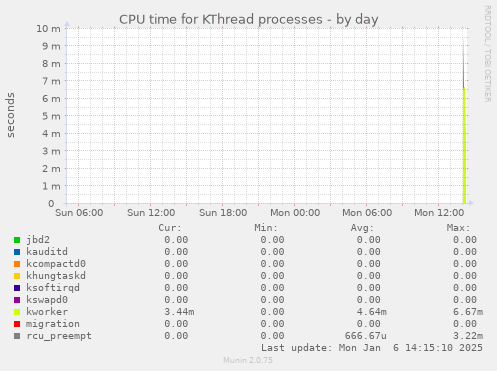 CPU time for KThread processes - by day
RRDTOOL / TOBI OETIKER
seconds
10 m
9 m
8 m
7 m
6 m
5 m
4 m
3 m
2 m
1 m
0
Sun 06:00 Sun 12:00 Sun 18:00 Mon 00:00 Mon 06:00 Mon 12:00
Cur: Min: Avg: Max:
jbd2 0.00 0.00 0.00 0.00
kauditd 0.00 0.00 0.00 0.00
kcompactd0 0.00 0.00 0.00 0.00
khungtaskd 0.00 0.00 0.00 0.00
ksoftirqd 0.00 0.00 0.00 0.00
kswapd0 0.00 0.00 0.00 0.00
kworker 3.44m 0.00 4.64m 6.67m
migration 0.00 0.00 0.00 0.00
rcu_preempt 0.00 0.00 666.67u 3.22m
Last update: Mon Jan 6 14:15:10 2025
Munin 2.0.75